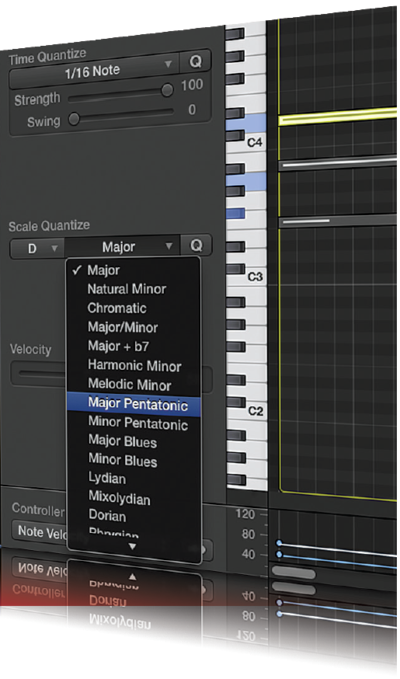 Time Quantize
1/16 Note Q
Strength 100
Swing 0
C4
Scale Quantize
D Major Q
✓ Major
Natural Minor
Chromatic
Major/Minor
Major + b7
Harmonic Minor
Melodic Minor
Major Pentatonic
Minor Pentatonic
Major Blues
Minor Blues
Lydian
Mixolydian
Dorian
Phrygian
C3
Velocity
C2
Controller
Note Velo
120
80
40